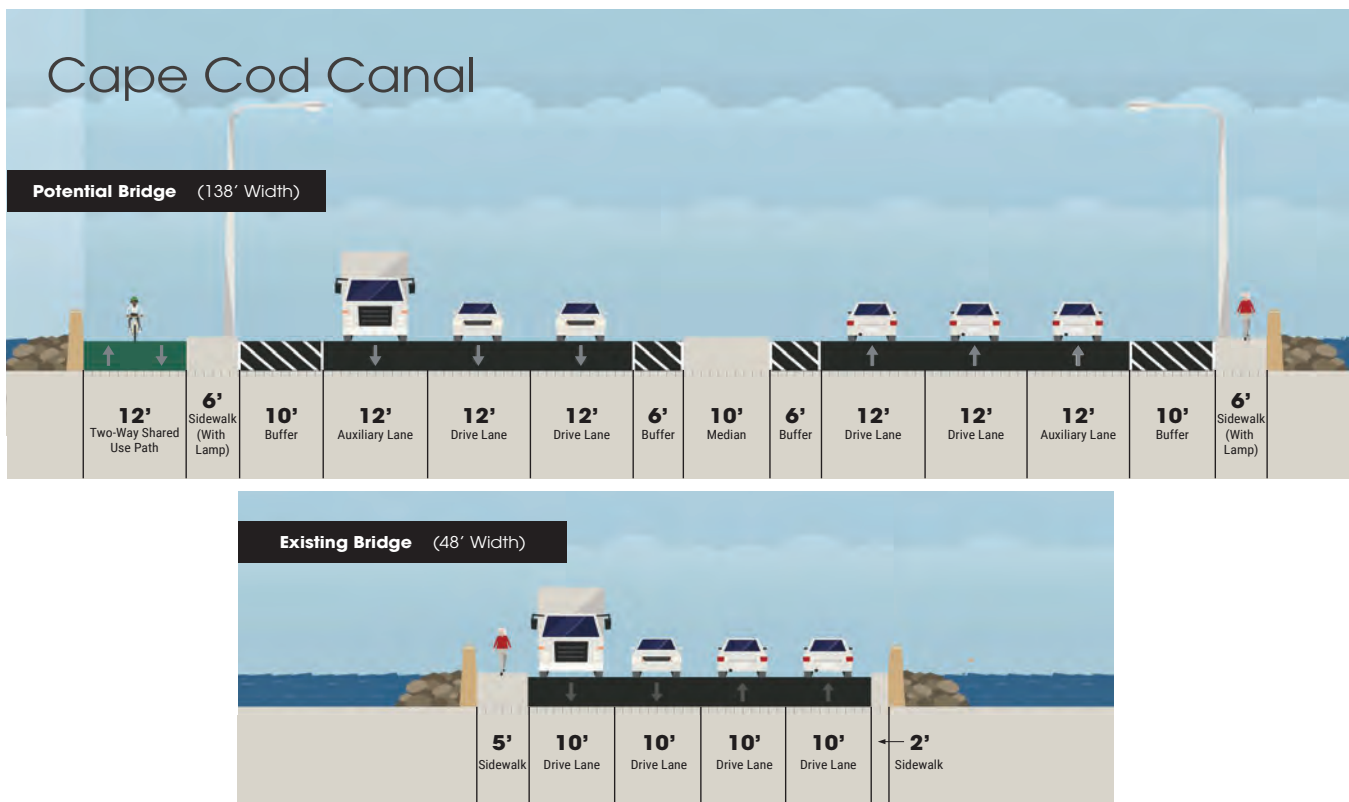 Cape Cod Canal
Potential Bridge (138’ Width)
12’
Two-Way Shared
Use Path
6’
Sidewalk
(With
Lamp)
10’
Buffer
12’
Auxiliary Lane
12’
Drive Lane
12’
Drive Lane
6’
Buffer
10’
Median
6’
Buffer
12’
Drive Lane
12’
Drive Lane
12’
Auxiliary Lane
10’
Buffer
6’
Sidewalk
(With
Lamp)
Existing Bridge (48’ Width)
5’
Sidewalk
10’
Drive Lane
10’
Drive Lane
10’
Drive Lane
10’
Drive Lane
2’
Sidewalk